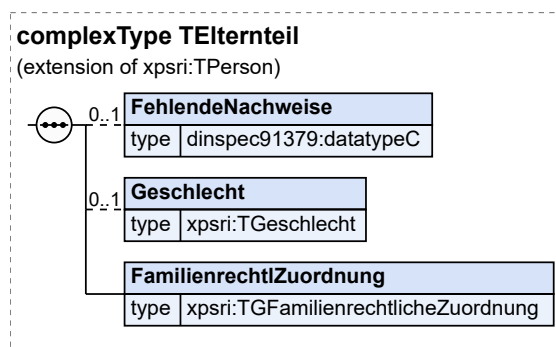 complexType TElternteil
(extension of xpsri:TPerson)
0..1
FehlendeNachweise
type dinspec91379:datatypeC
0..1
Geschlecht
type xpsri:TGeschlecht
FamilienrechtlZuordnung
type xpsri:TGFamilienrechtlicheZuordnung